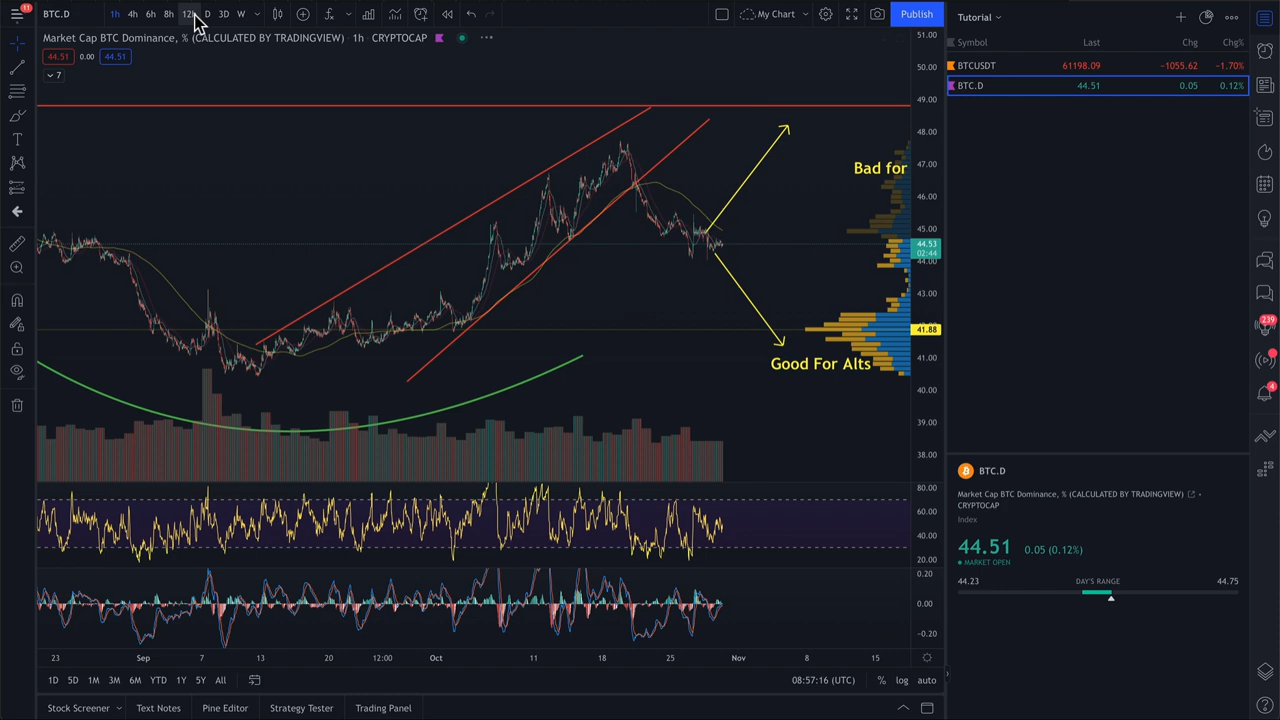 BTC.D 1h 4h 6h 8h 12h D 3D W My Chart Publish
Tutorial
11
Market Cap BTC Dominance, % (CALCULATED BY TRADINGVIEW) · 1h · CRYPTOCAP
44.51 0.00 44.51
7
Symbol Last Chg Chg%
BTCUSDT 61198.09 −1055.62 −1.70%
BTC.D 44.51 0.05 0.12%
51.00
50.00
49.00
48.00
47.00
46.00
45.00
44.53
02:44
44.00
43.00
41.88
41.00
40.00
39.00
38.00
Bad for
Good For Alts
80.00
60.00
40.00
20.00
0.20
0.00
−0.20
23 Sep 7 13 20 12:00 Oct 11 18 25 Nov 8 15
1D 5D 1M 3M 6M YTD 1Y 5Y All
08:57:16 (UTC) % log auto
Stock Screener Text Notes Pine Editor Strategy Tester Trading Panel
BTC.D
Market Cap BTC Dominance, % (CALCULATED BY TRADINGVIEW) •
CRYPTOCAP
Index
44.51 0.05 (0.12%)
MARKET OPEN
44.23 DAY'S RANGE 44.75
239
4